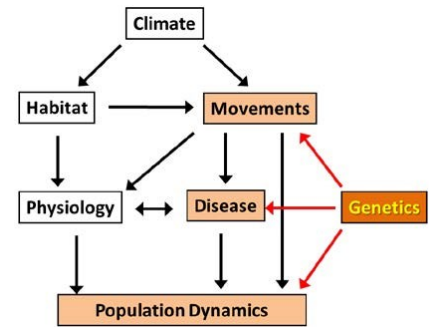 Climate
Habitat
Movements
Physiology
Disease
Genetics
Population Dynamics